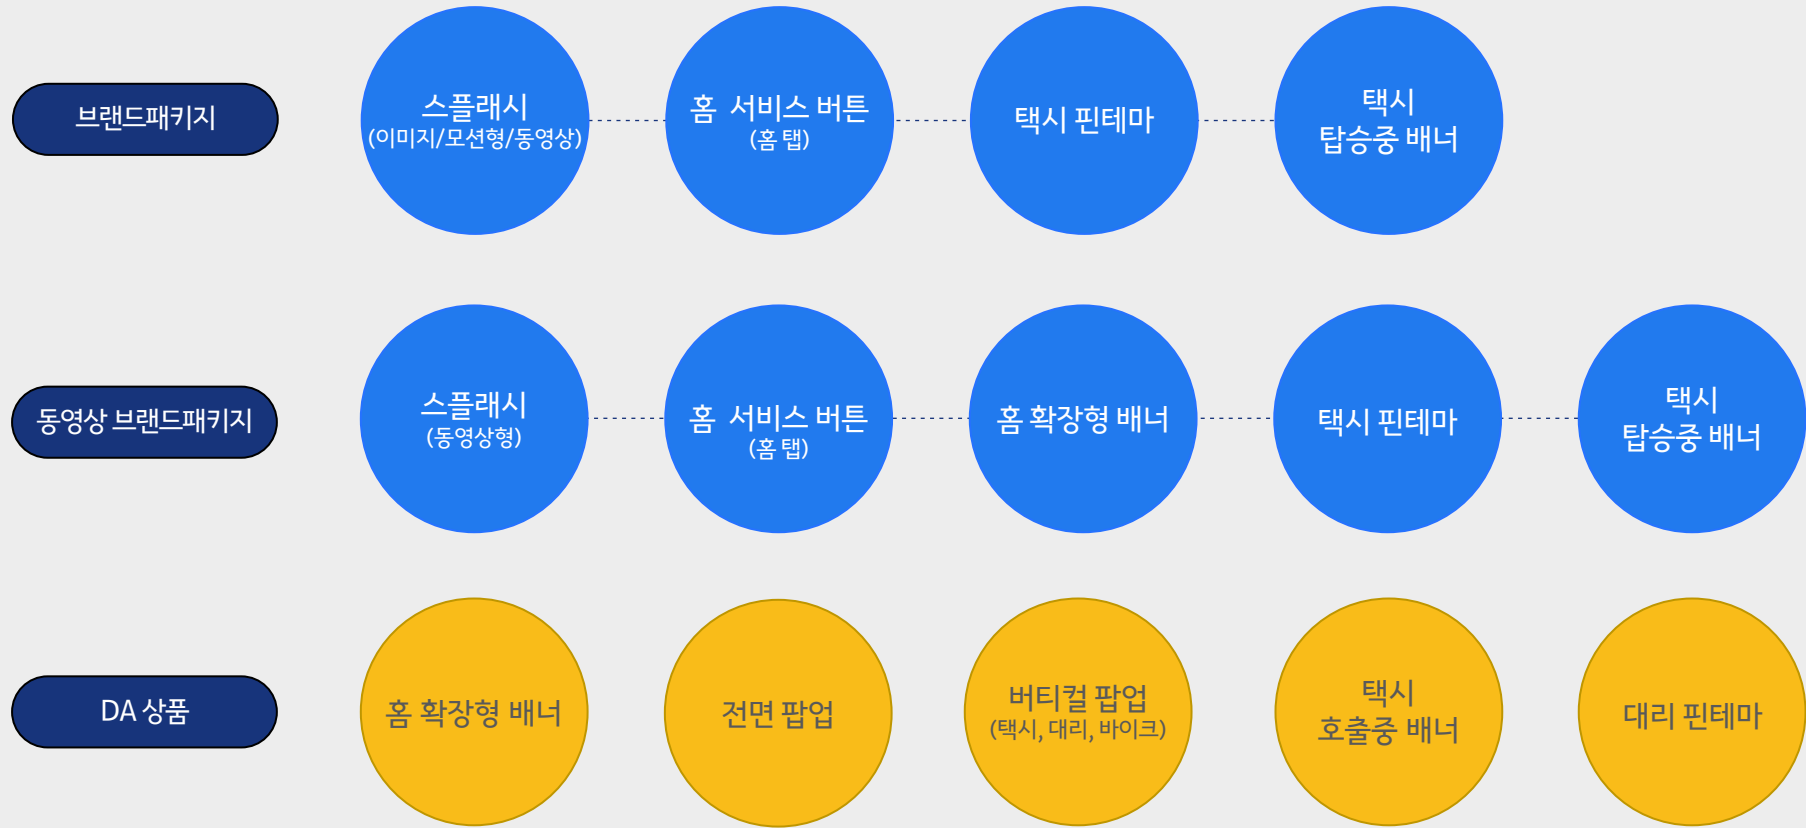 브랜드패키지
스플래시
(이미지/모션형/동영상)
홈 서비스 버튼
(홈 탭)
택시 핀테마
택시
탑승중 배너
동영상 브랜드패키지
스플래시
(동영상형)
홈 서비스 버튼
(홈 탭)
홈 확장형 배너
택시 핀테마
택시
탑승중 배너
DA 상품
홈 확장형 배너
전면 팝업
버티컬 팝업
(택시, 대리, 바이크)
택시
호출중 배너
대리 핀테마